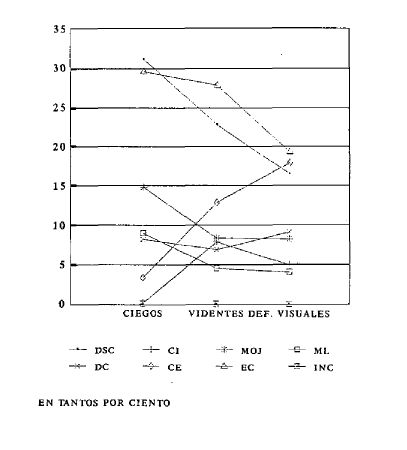 35
30
25
20
15
10
5
0
CIEGOS VIDENTES DEF. VISUALES
DSC CI MOJ ML
DC CE EC INC
EN TANTOS POR CIENTO